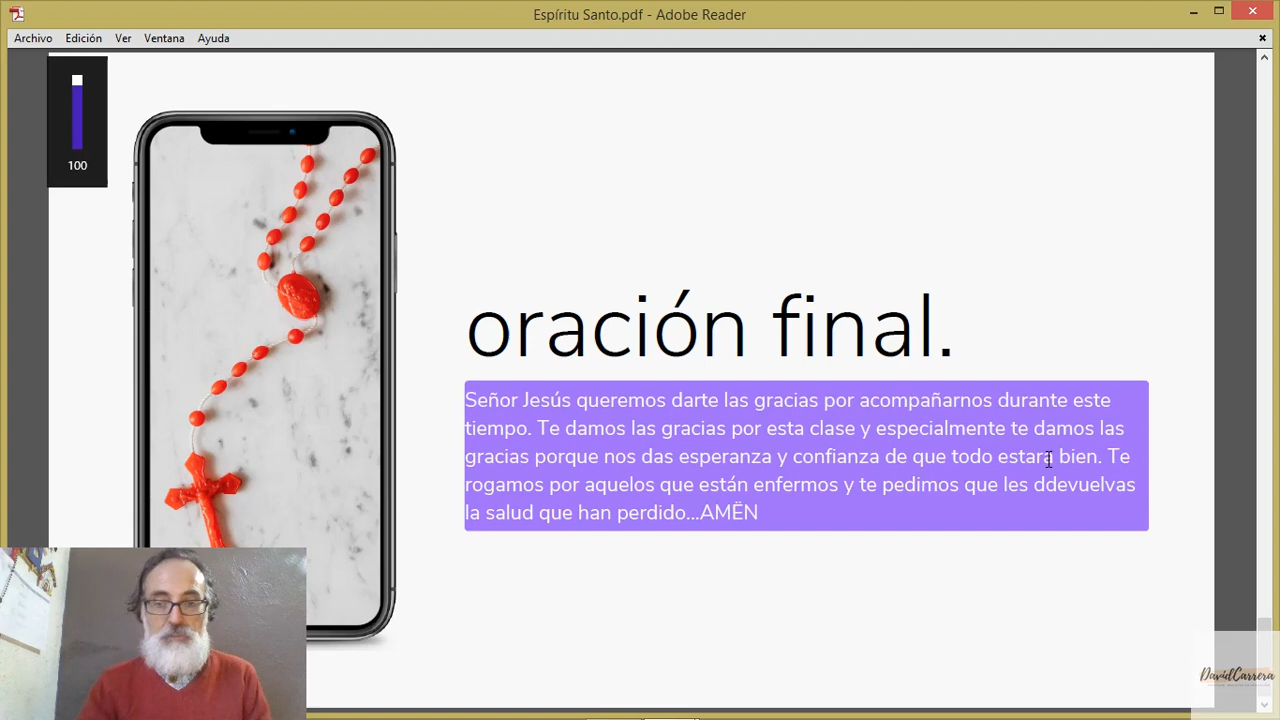 Espíritu Santo.pdf - Adobe Reader
Archivo Edición Ver Ventana Ayuda
100
oración final.
Señor Jesús queremos darte las gracias por acompañarnos durante este
tiempo. Te damos las gracias por esta clase y especialmente te damos las
gracias porque nos das esperanza y confianza de que todo estará bien. Te
rogamos por aquelos que están enfermos y te pedimos que les ddevuelvas
la salud que han perdido...AMËN
DavidCarrera